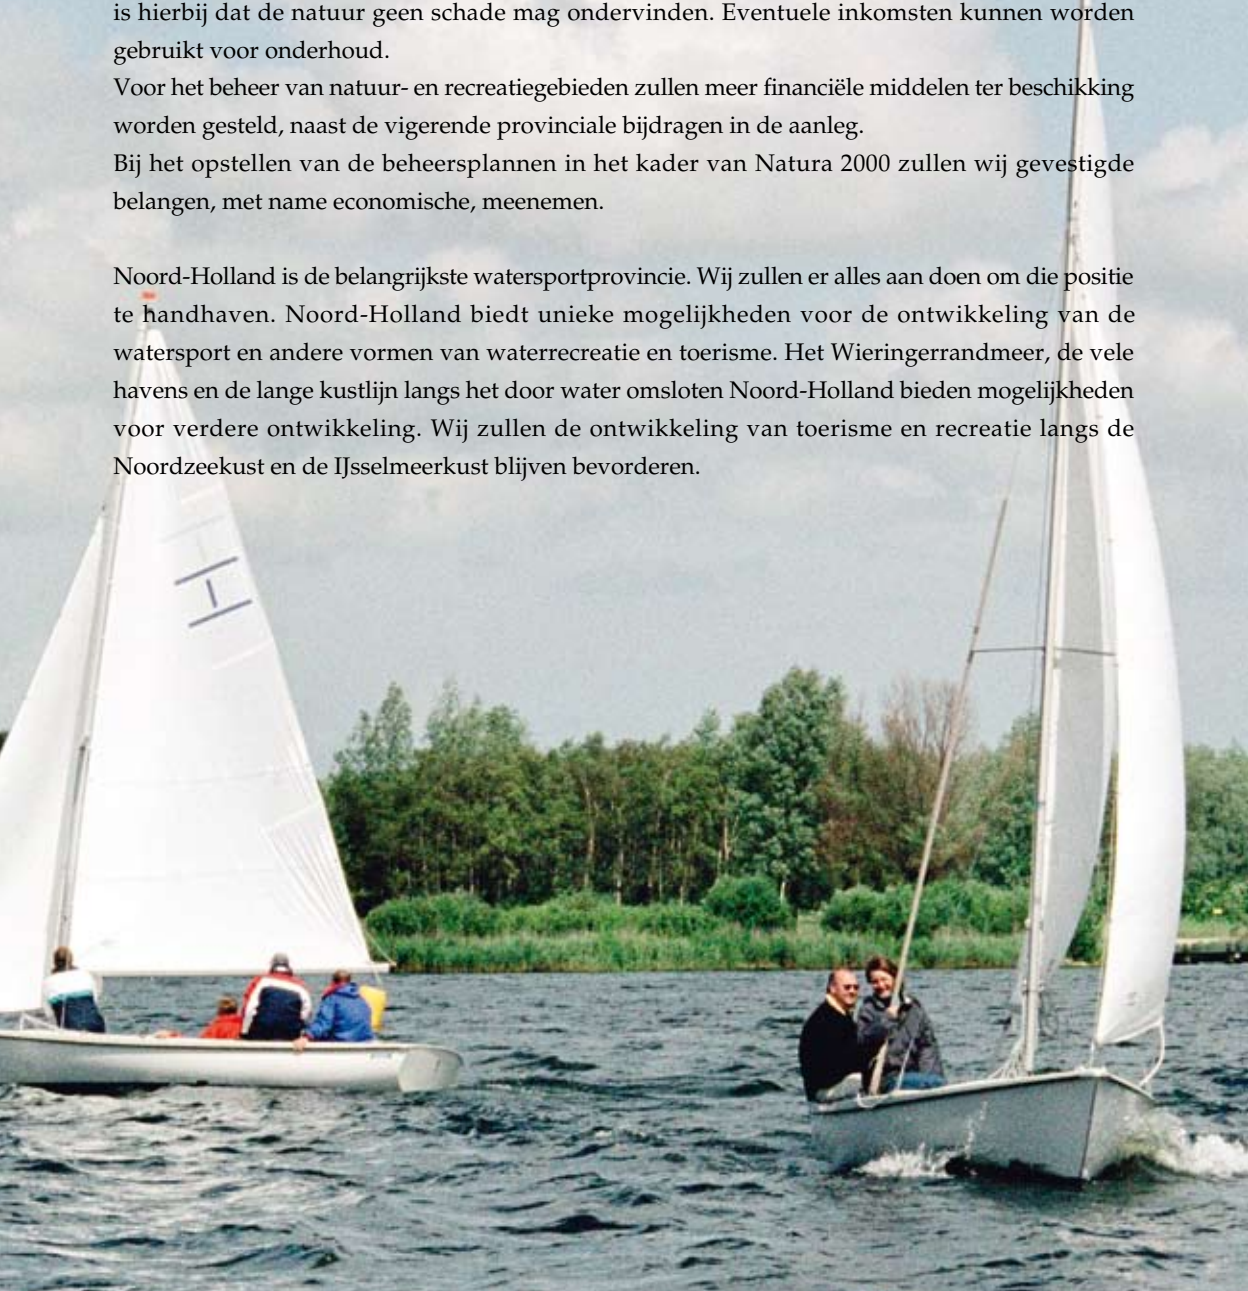 is hierbij dat de natuur geen schade mag ondervinden. Eventuele inkomsten kunnen worden
gebruikt voor onderhoud.
Voor het beheer van natuur- en recreatiegebieden zullen meer financiële middelen ter beschikking
worden gesteld, naast de vigerende provinciale bijdragen in de aanleg.
Bij het opstellen van de beheersplannen in het kader van Natura 2000 zullen wij gevestigde
belangen, met name economische, meenemen.
Noord-Holland is de belangrijkste watersportprovincie. Wij zullen er alles aan doen om die positie
te handhaven. Noord-Holland biedt unieke mogelijkheden voor de ontwikkeling van de
watersport en andere vormen van waterrecreatie en toerisme. Het Wieringerrandmeer, de vele
havens en de lange kustlijn langs het door water omsloten Noord-Holland bieden mogelijkheden
voor verdere ontwikkeling. Wij zullen de ontwikkeling van toerisme en recreatie langs de
Noordzeekust en de IJsselmeerkust blijven bevorderen.